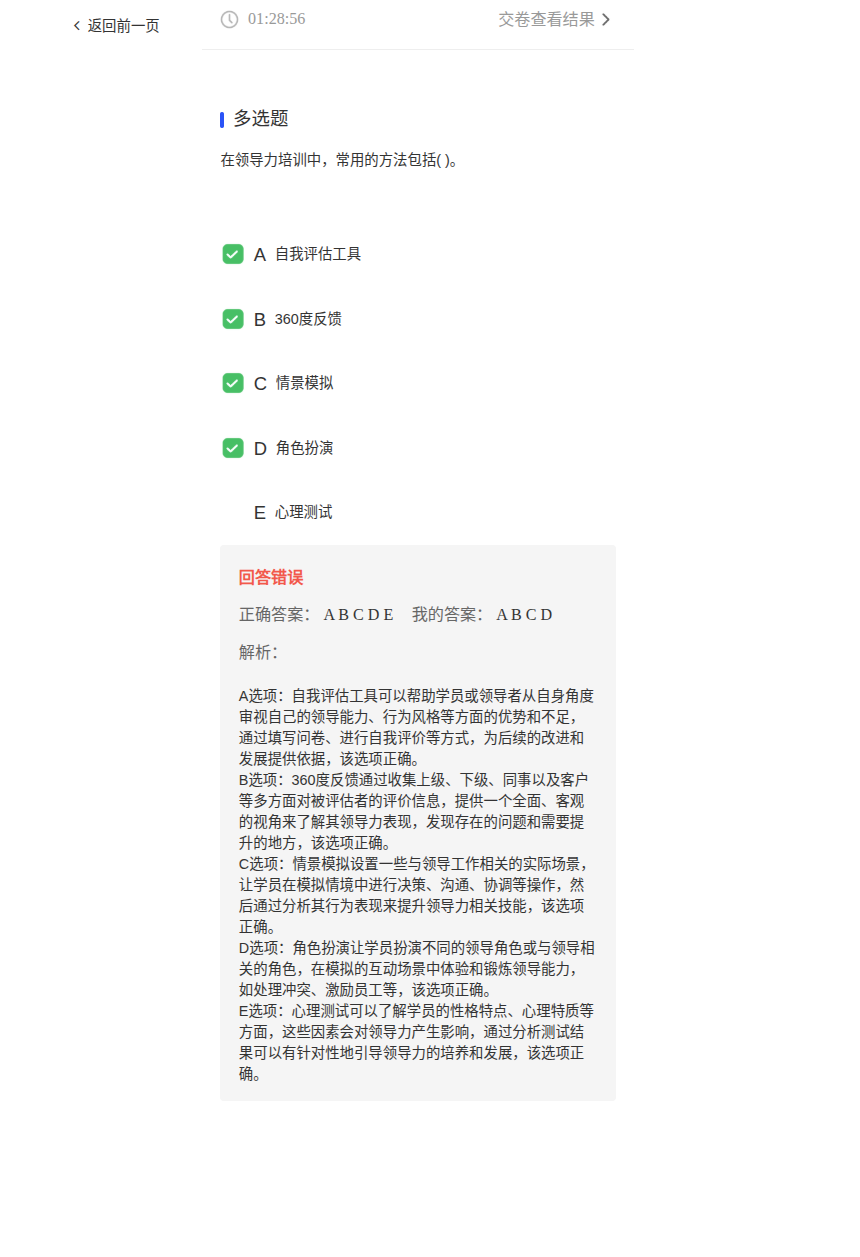 返回前一页
01:28:56 交卷查看结果
多选题
在领导力培训中，常用的方法包括( )。
A 自我评估工具
B 360度反馈
C 情景模拟
D 角色扮演
E 心理测试
回答错误
正确答案： A B C D E 我的答案： A B C D
解析：
A选项：自我评估工具可以帮助学员或领导者从自身角度
审视自己的领导能力、行为风格等方面的优势和不足，
通过填写问卷、进行自我评价等方式，为后续的改进和
发展提供依据，该选项正确。
B选项：360度反馈通过收集上级、下级、同事以及客户
等多方面对被评估者的评价信息，提供一个全面、客观
的视角来了解其领导力表现，发现存在的问题和需要提
升的地方，该选项正确。
C选项：情景模拟设置一些与领导工作相关的实际场景，
让学员在模拟情境中进行决策、沟通、协调等操作，然
后通过分析其行为表现来提升领导力相关技能，该选项
正确。
D选项：角色扮演让学员扮演不同的领导角色或与领导相
关的角色，在模拟的互动场景中体验和锻炼领导能力，
如处理冲突、激励员工等，该选项正确。
E选项：心理测试可以了解学员的性格特点、心理特质等
方面，这些因素会对领导力产生影响，通过分析测试结
果可以有针对性地引导领导力的培养和发展，该选项正
确。